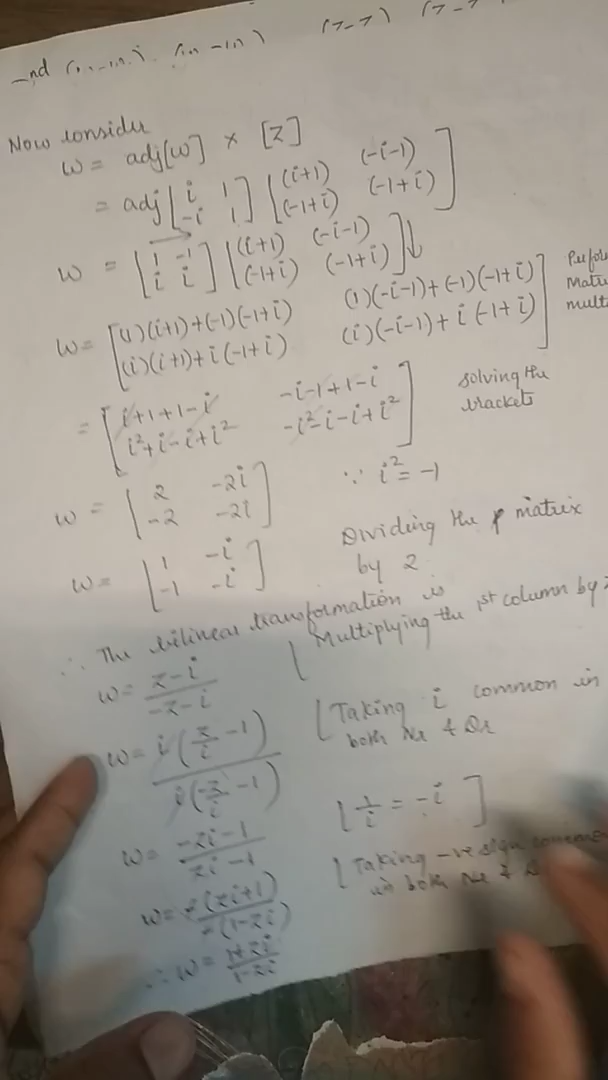 Now consider
w = adj[w] × [z]
= adj [i 1 -i 1] [(i+1) (-i-1) (-1+i) (-1+i)]
w = [1 -1 i i] [(i+1) (-i-1) (-1+i) (-1+i)]
w = [(1)(i+1)+(-1)(-1+i) (1)(-i-1)+(-1)(-1+i)
(i)(i+1)+i(-1+i) (i)(-i-1)+i(-1+i)]
= [i+1+1-i -i-1+1-i
i²+i-i+i² -i²-i-i+i²]
solving the
brackets
w = [2 -2i -2 -2i] ∵ i² = -1
w = [1 -i -1 -i] Dividing the matrix
by 2
∴ The bilinear transformation is
[Multiplying the 1st column by z
w = z-i / -z-i
w = i(z/i -1) / i(-z/i -1) [Taking i common in
both Nr & Dr
w = -zi-1 / zi-1 [1/i = -i]
w = -(zi+1) / -(1-zi) [Taking -ve sign
in both Nr &
∴ w = 1+zi / 1-zi